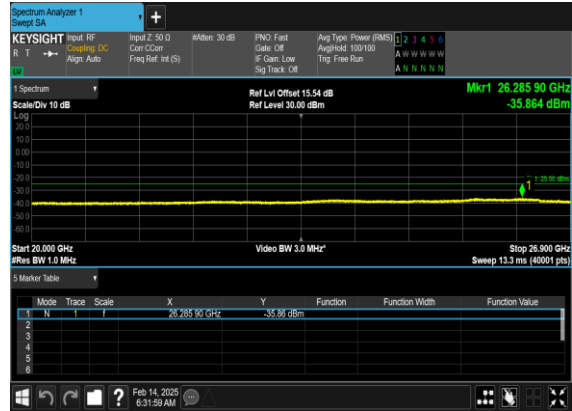 Spectrum Analyzer 1
Swept SA
+
KEYSIGHT Input: RF Input Z: 50 Ω #Atten: 30 dB PNO: Fast Avg Type: Power (RMS) 1 2 3 4 5 6
R T Coupling: DC Corr CCorr Gate: Off Avg|Hold: 100/100 A W W W W W
Align: Auto Freq Ref: Int (S) IF Gain: Low Trig: Free Run
Sig Track: Off A N N N N N
1 Spectrum Ref Lvl Offset 15.54 dB Mkr1 26.285 90 GHz
Scale/Div 10 dB Ref Level 30.00 dBm -35.864 dBm
Log
20.0
10.0
0.00
-10.0
-20.0
1 -25.00 dBm
1
-30.0
-40.0
-50.0
-60.0
Start 20.000 GHz Video BW 3.0 MHz* Stop 26.900 GHz
#Res BW 1.0 MHz Sweep 13.3 ms (40001 pts)
5 Marker Table
Mode Trace Scale X Y Function Function Width Function Value
1 N 1 f 26.285 90 GHz -35.86 dBm
2
3
4
5
6
? Feb 14, 2025
6:31:59 AM